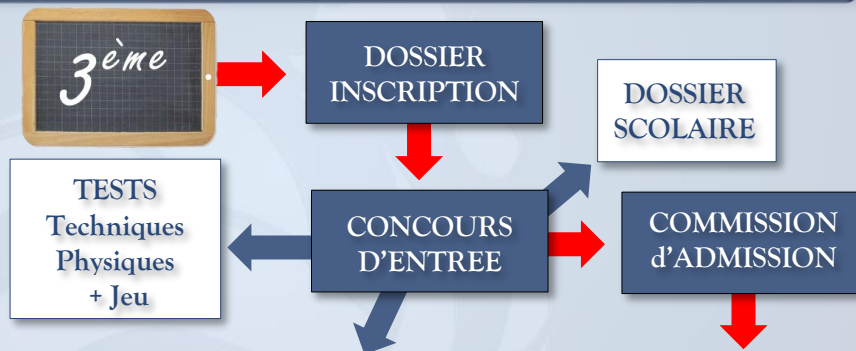 3ème
DOSSIER
INSCRIPTION
DOSSIER
SCOLAIRE
TESTS
Techniques
Physiques
+ Jeu
CONCOURS
D'ENTREE
COMMISSION
d'ADMISSION